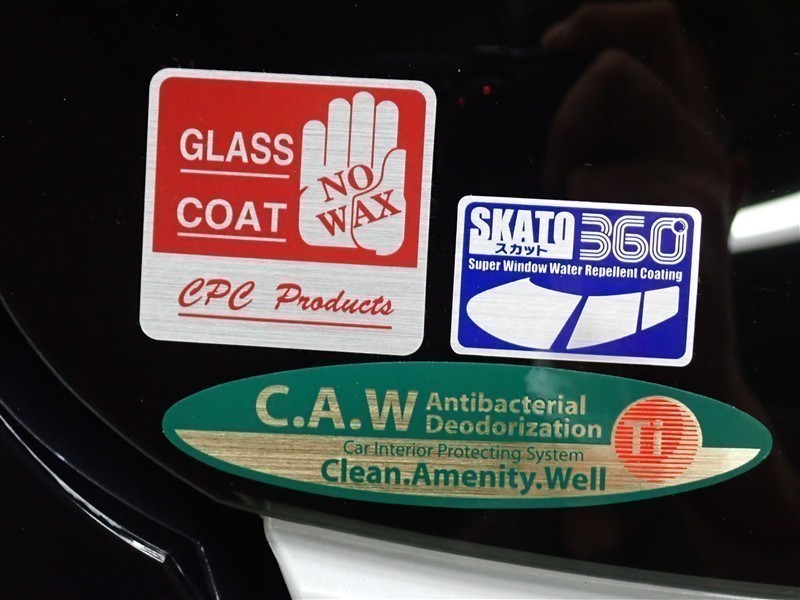 GLASS
COAT
NO
WAX
CPC Products
SKATO 360°
スカット
Super Window Water Repellent Coating
C.A.W Antibacterial
Deodorization
Ti
Car Interior Protecting System
Clean.Amenity.Well